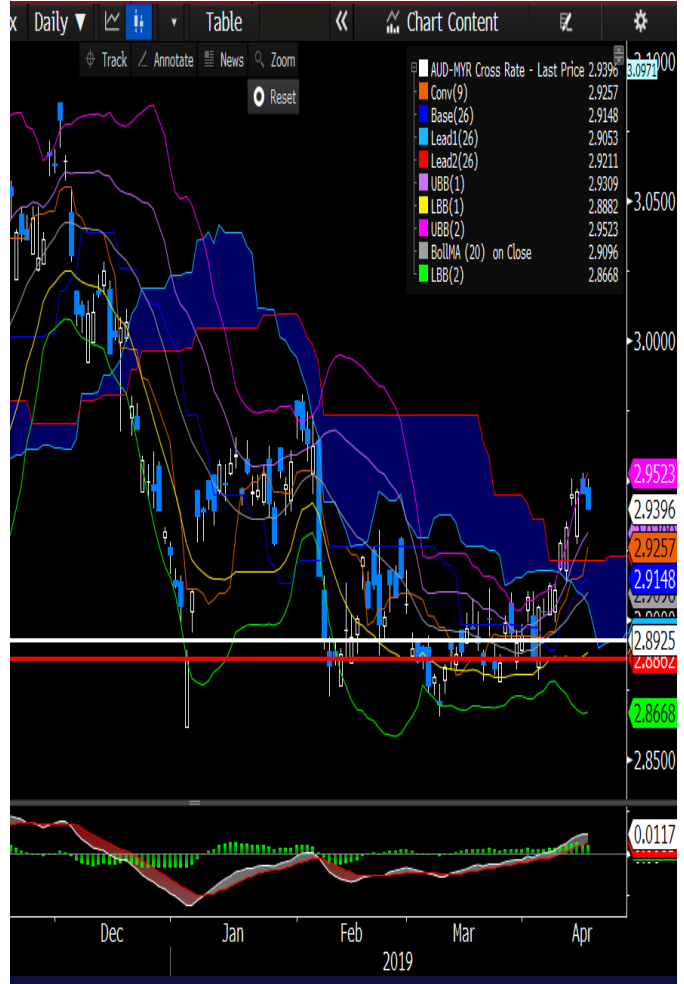 x Daily ▼ Table « Chart Content
Track Annotate News Zoom
Reset
AUD-MYR Cross Rate - Last Price 2.9396
Conv(9) 2.9257
Base(26) 2.9148
Lead1(26) 2.9053
Lead2(26) 2.9211
UBB(1) 2.9309
LBB(1) 2.8882
UBB(2) 2.9523
BollMA (20) on Close 2.9096
LBB(2) 2.8668
3.0971
3.0500
3.0000
2.9523
2.9396
2.9257
2.9148
2.8925
2.8668
2.8500
0.0117
Dec Jan Feb Mar Apr
2019